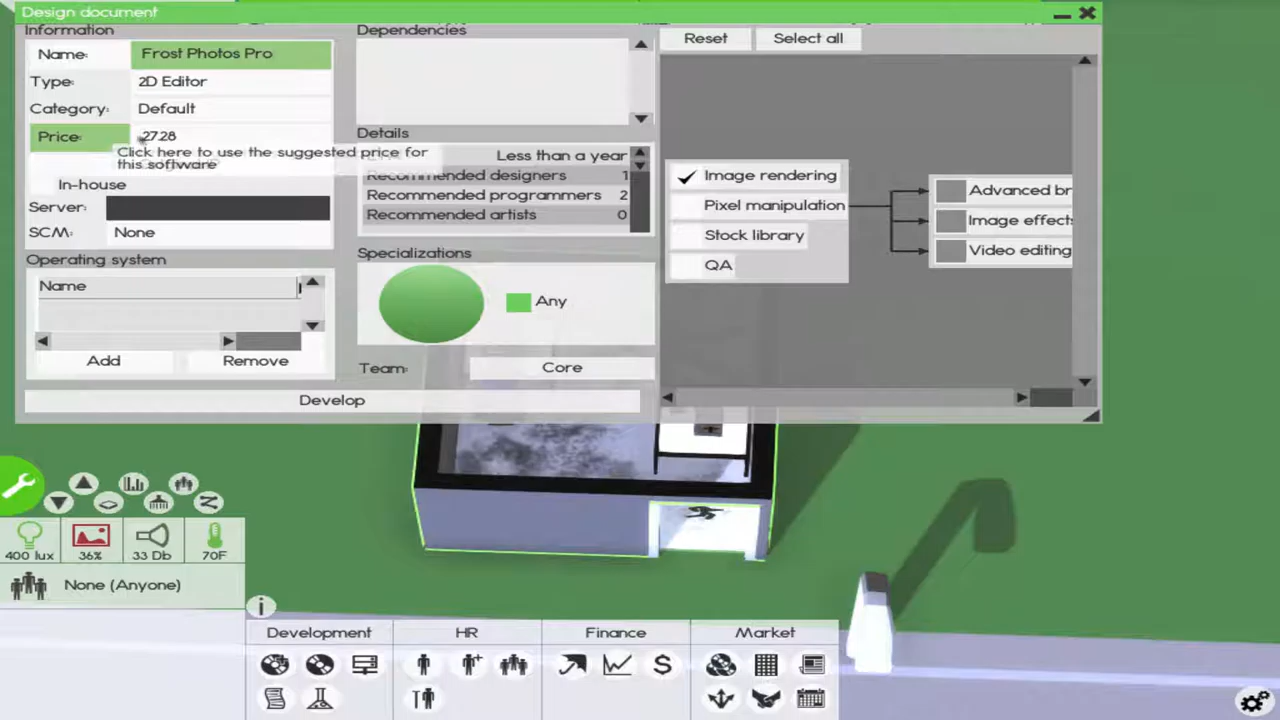 Design document
Information
Name: Frost Photos Pro
Type: 2D Editor
Category: Default
Price: 27.28
Click here to use the suggested price for
this software
In-house
Server:
SCM: None
Operating system
Name
Add Remove
Develop
Dependencies
Details
Less than a year
Recommended designers 1
Recommended programmers 2
Recommended artists 0
Specializations
Any
Team: Core
Reset Select all
Image rendering
Pixel manipulation
Stock library
QA
Advanced br
Image effects
Video editing
400 lux 36% 33 Db 70F
None (Anyone)
i
Development HR Finance Market